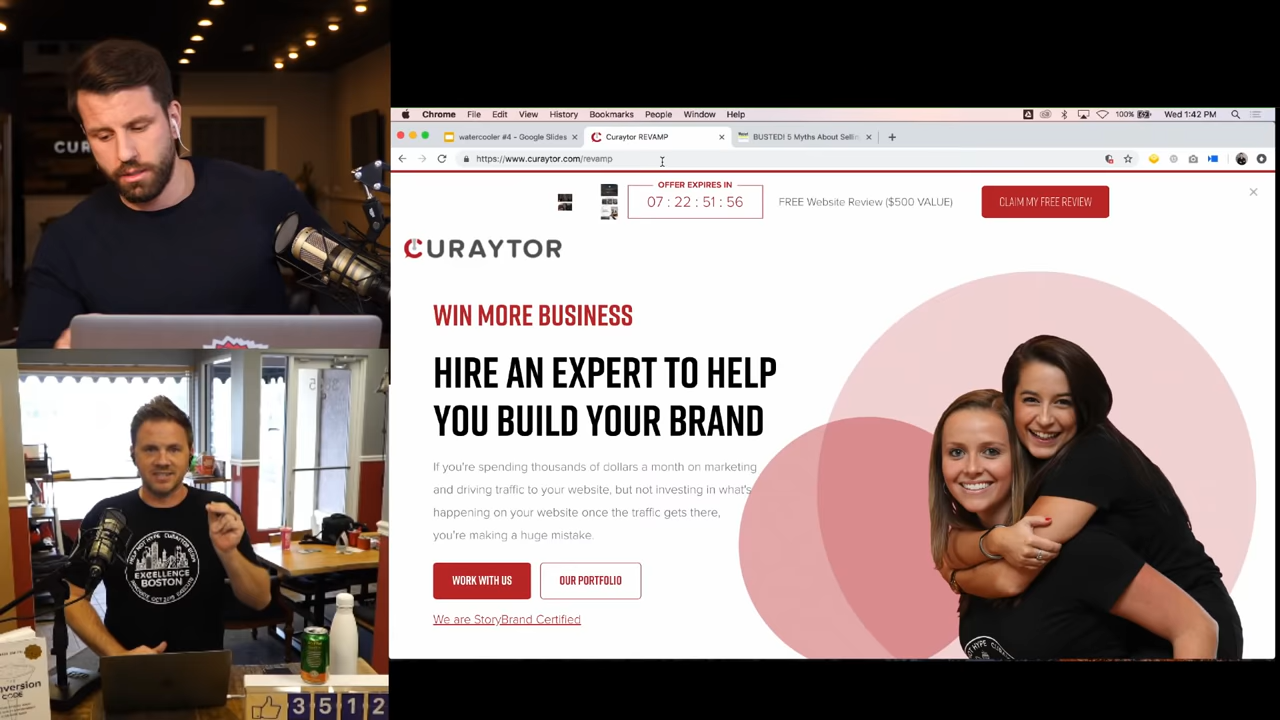 CUR
EXCELLENCE
BOSTON
version
CODE
3 5 1 2
Chrome File Edit View History Bookmarks People Window Help 100% Wed 1:42 PM
watercooler #4 - Google Slides Curaytor REVAMP BUSTED! 5 Myths About Sellin
https://www.curaytor.com/revamp
OFFER EXPIRES IN
07 : 22 : 51 : 56 FREE Website Review ($500 VALUE) CLAIM MY FREE REVIEW
CURAYTOR
WIN MORE BUSINESS
HIRE AN EXPERT TO HELP
YOU BUILD YOUR BRAND
If you're spending thousands of dollars a month on marketing
and driving traffic to your website, but not investing in what's
happening on your website once the traffic gets there,
you're making a huge mistake.
WORK WITH US OUR PORTFOLIO
We are StoryBrand Certified